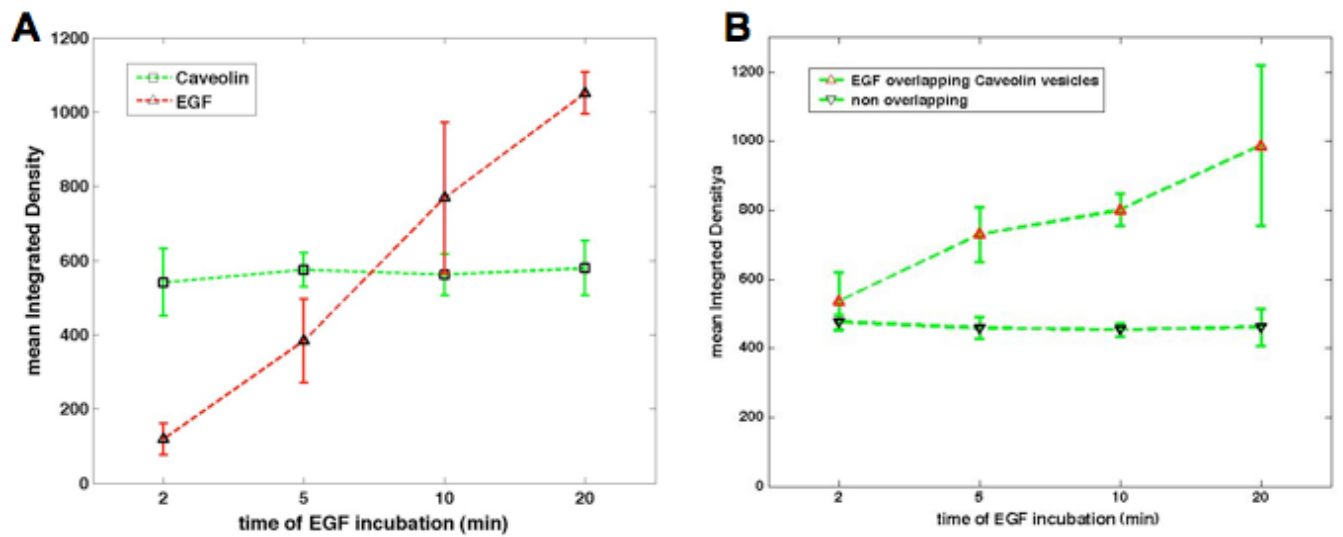 A
1200
1000
800
600
400
200
0
Caveolin
EGF
mean Integrated Density
2 5 10 20
time of EGF incubation (min)
B
1200
1000
800
600
400
200
0
EGF overlapping Caveolin vesicles
non overlapping
mean Integrted Densitya
2 5 10 20
time of EGF incubation (min)